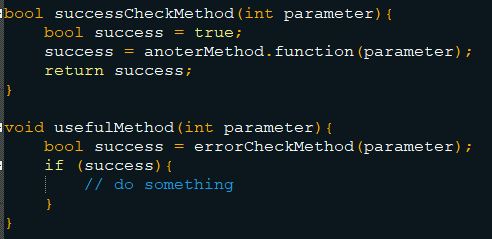 bool successCheckMethod(int parameter){
bool success = true;
success = anoterMethod.function(parameter);
return success;
}
void usefulMethod(int parameter){
bool success = errorCheckMethod(parameter);
if (success){
// do something
}
}